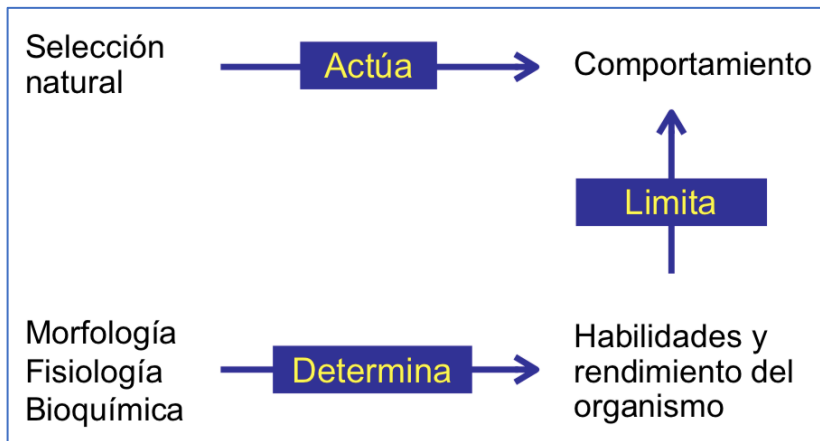 Selección
natural
Actúa
Comportamiento
Limita
Morfología
Fisiología
Bioquímica
Determina
Habilidades y
rendimiento del
organismo